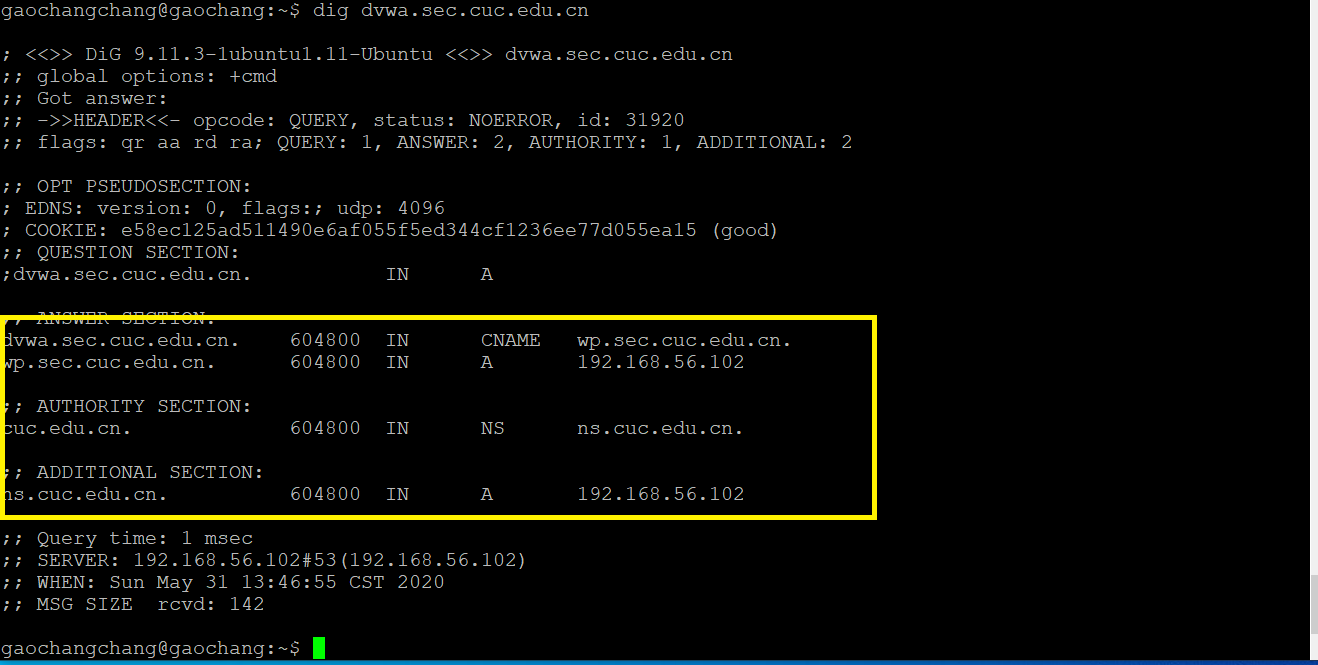 gaochangchang@gaochang:~$ dig dvwa.sec.cuc.edu.cn
; <<>> DiG 9.11.3-1ubuntu1.11-Ubuntu <<>> dvwa.sec.cuc.edu.cn
;; global options: +cmd
;; Got answer:
;; ->>HEADER<<- opcode: QUERY, status: NOERROR, id: 31920
;; flags: qr aa rd ra; QUERY: 1, ANSWER: 2, AUTHORITY: 1, ADDITIONAL: 2
;; OPT PSEUDOSECTION:
; EDNS: version: 0, flags:; udp: 4096
; COOKIE: e58ec125ad511490e6af055f5ed344cf1236ee77d055ea15 (good)
;; QUESTION SECTION:
;dvwa.sec.cuc.edu.cn. IN A
;; ANSWER SECTION:
dvwa.sec.cuc.edu.cn. 604800 IN CNAME wp.sec.cuc.edu.cn.
wp.sec.cuc.edu.cn. 604800 IN A 192.168.56.102
;; AUTHORITY SECTION:
cuc.edu.cn. 604800 IN NS ns.cuc.edu.cn.
;; ADDITIONAL SECTION:
ns.cuc.edu.cn. 604800 IN A 192.168.56.102
;; Query time: 1 msec
;; SERVER: 192.168.56.102#53(192.168.56.102)
;; WHEN: Sun May 31 13:46:55 CST 2020
;; MSG SIZE rcvd: 142
gaochangchang@gaochang:~$